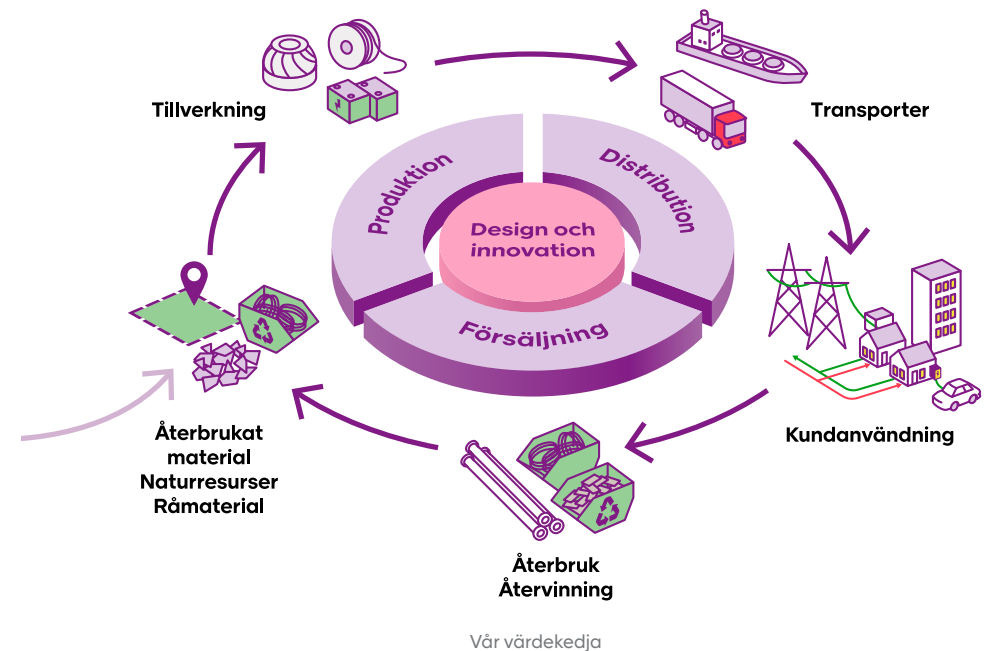 Tillverkning
Transporter
Produktion
Distribution
Design och
innovation
Försäljning
Återbrukat
material
Naturresurser
Råmaterial
Kundanvändning
Återbruk
Återvinning
Vår värdekedja